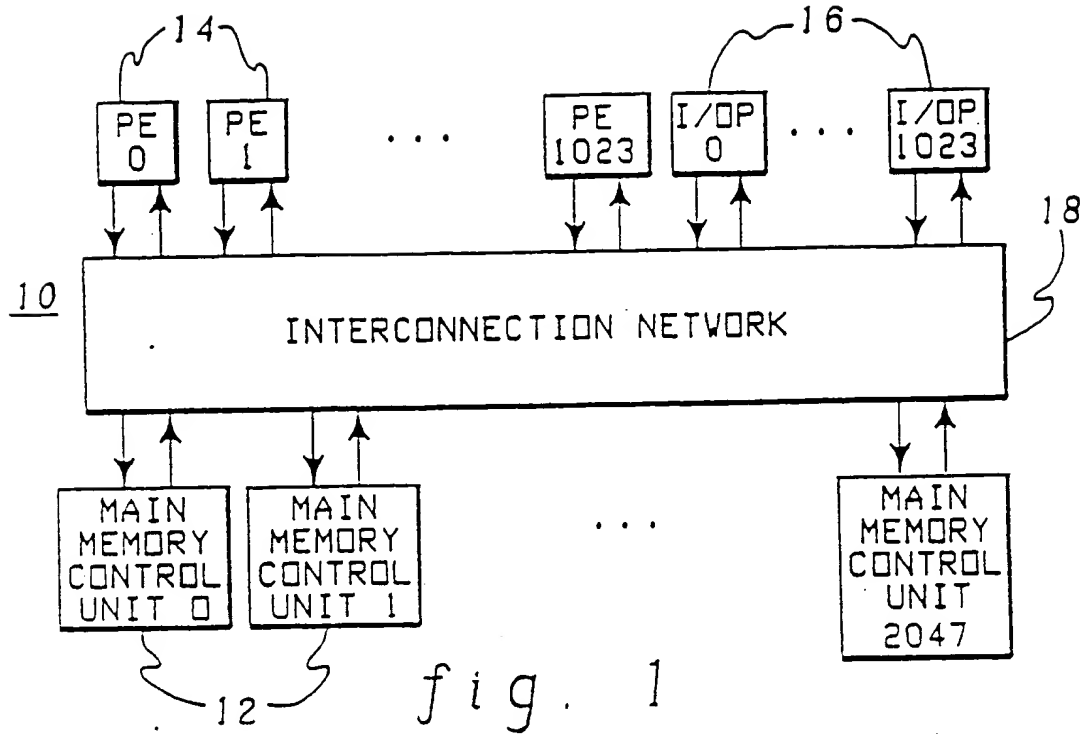 14
16
PE
0
PE
1
. . .
PE
1023
I/OP
0
. . .
I/OP
1023
18
10
INTERCONNECTION NETWORK
MAIN
MEMORY
CONTROL
UNIT 0
MAIN
MEMORY
CONTROL
UNIT 1
. . .
MAIN
MEMORY
CONTROL
UNIT
2047
12
fig. 1